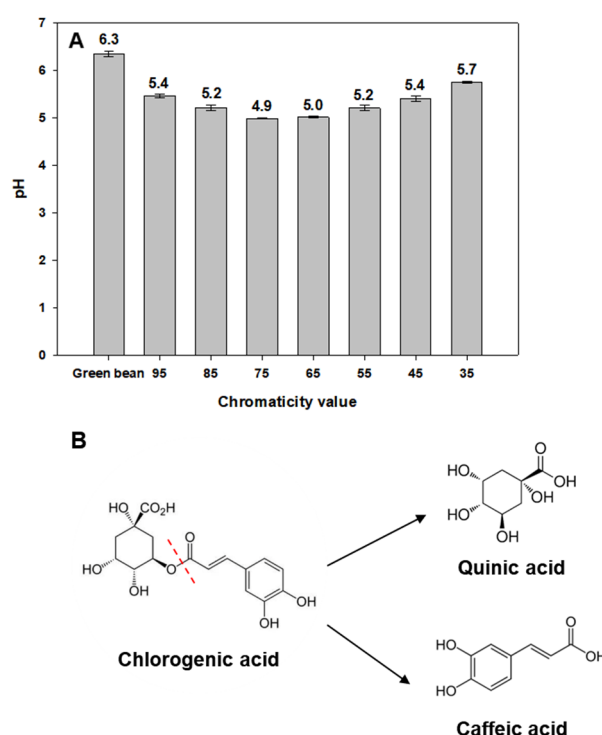 A
7
6
5
4
3
2
1
0
pH
6.3
5.4
5.2
4.9
5.0
5.2
5.4
5.7
Green bean 95 85 75 65 55 45 35
Chromaticity value
B
HO CO₂H
HO
OH
O
O
OH
OH
Chlorogenic acid
O
HO
OH
HO
OH
OH
Quinic acid
O
HO
OH
HO
Caffeic acid